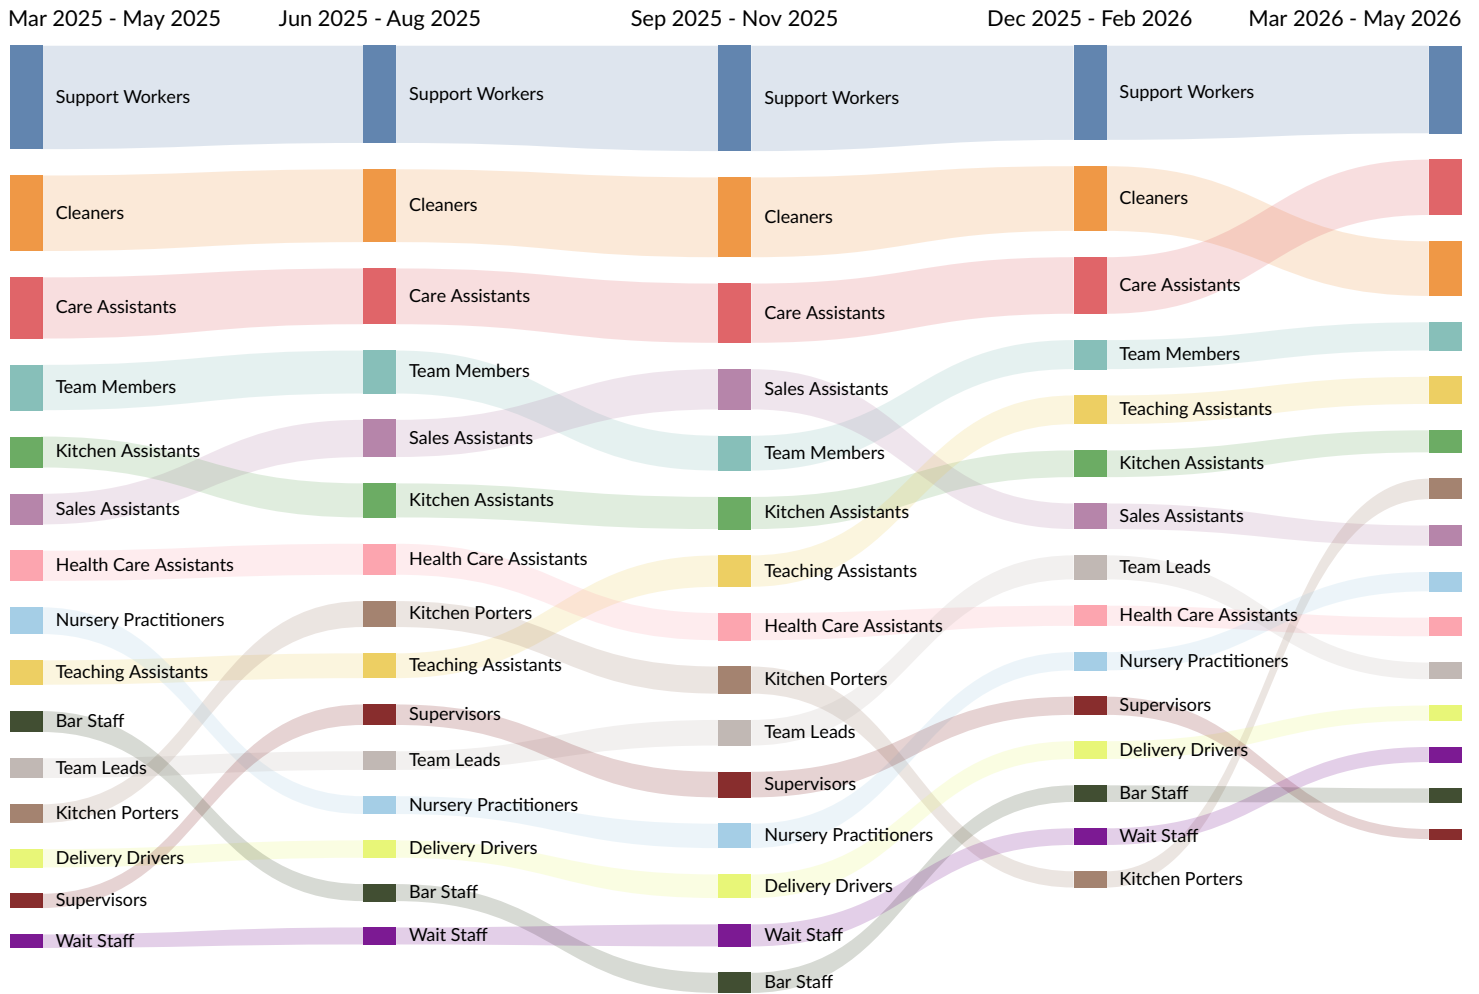 Mar 2025 - May 2025
Jun 2025 - Aug 2025
Sep 2025 - Nov 2025
Dec 2025 - Feb 2026
Mar 2026 - May 2026
Support Workers
Cleaners
Care Assistants
Team Members
Kitchen Assistants
Sales Assistants
Health Care Assistants
Nursery Practitioners
Teaching Assistants
Bar Staff
Team Leads
Kitchen Porters
Delivery Drivers
Supervisors
Wait Staff
Support Workers
Cleaners
Care Assistants
Team Members
Sales Assistants
Kitchen Assistants
Health Care Assistants
Kitchen Porters
Teaching Assistants
Supervisors
Team Leads
Nursery Practitioners
Delivery Drivers
Bar Staff
Wait Staff
Support Workers
Cleaners
Care Assistants
Sales Assistants
Team Members
Kitchen Assistants
Teaching Assistants
Health Care Assistants
Kitchen Porters
Team Leads
Supervisors
Nursery Practitioners
Delivery Drivers
Wait Staff
Bar Staff
Support Workers
Cleaners
Care Assistants
Team Members
Teaching Assistants
Kitchen Assistants
Sales Assistants
Team Leads
Health Care Assistants
Nursery Practitioners
Supervisors
Delivery Drivers
Bar Staff
Wait Staff
Kitchen Porters